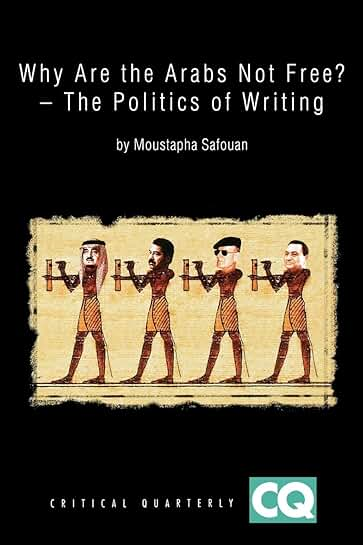 Why Are the Arabs Not Free?
– The Politics of Writing
by Moustapha Safouan
CRITICAL QUARTERLY
CQ